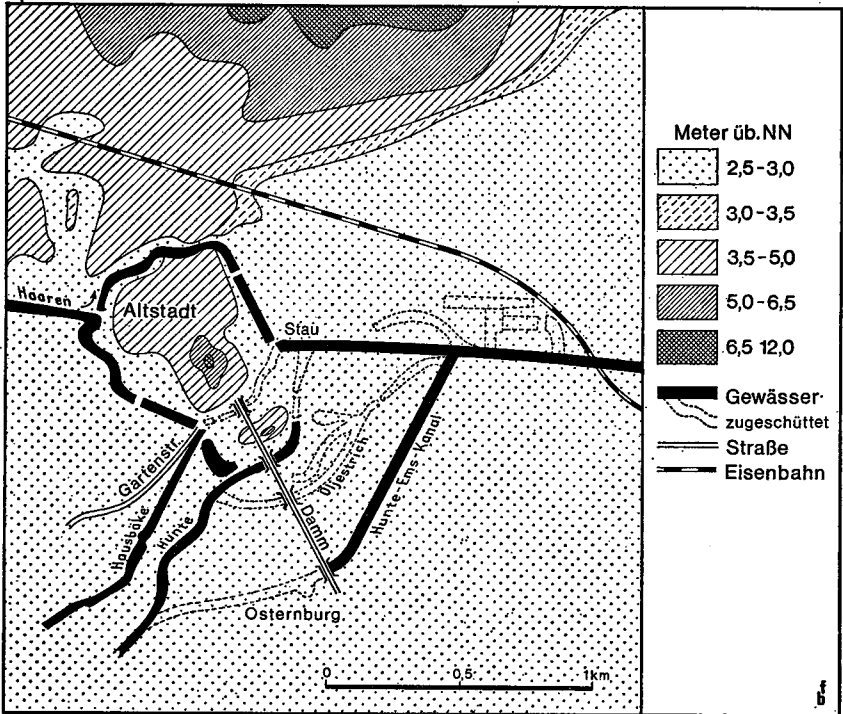 Haaren
Altstadt
Stau
Gartenstr.
Hausbäke
Hunte
Damm
Öljestrich
Hunte-Ems-Kanal
Osternburg
0 0,5 1km
Meter üb.NN
2,5-3,0
3,0-3,5
3,5-5,0
5,0-6,5
6,5 12,0
Gewässer-
zugeschüttet
Straße
Eisenbahn